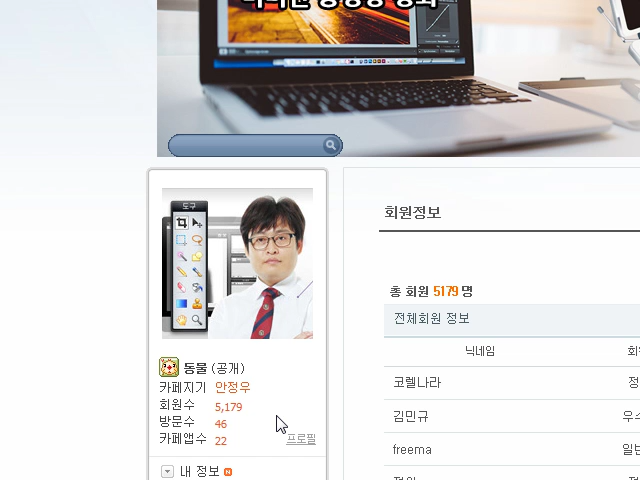 도구
동물 (공개)
카페지기 안정우
회원수 5,179
방문수 46
카페앱수 22
프로필
내 정보 N
회원정보
총 회원 5179 명
전체회원 정보
닉네임
코렐나라
김민규
freema